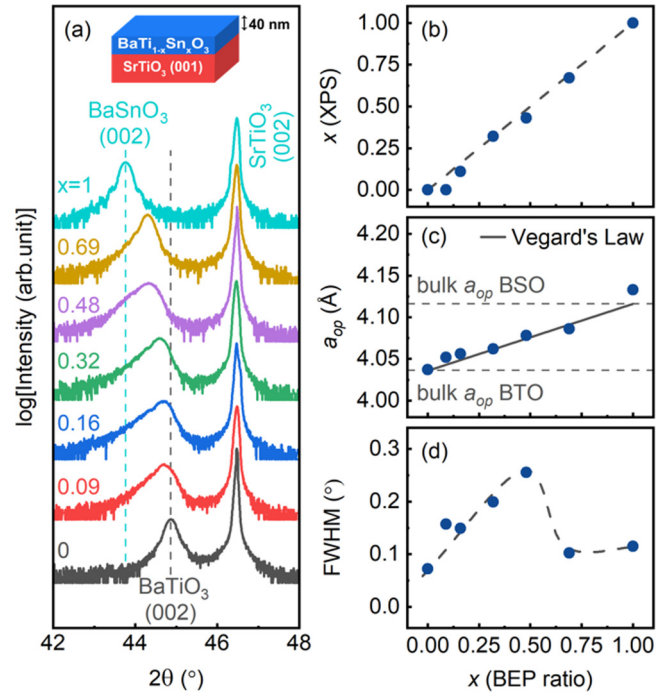 (a)
40 nm
BaTi₁₋ₓSnₓO₃
SrTiO₃ (001)
BaSnO₃
(002)
SrTiO₃
(002)
x=1
0.69
0.48
0.32
0.16
0.09
0
BaTiO₃
(002)
log[Intensity (arb.unit)]
42 44 46 48
2θ (°)
(b)
1.00
0.75
0.50
0.25
0.00
x (XPS)
(c)
Vegard's Law
4.20
4.15
4.10
4.05
4.00
bulk aₒₚ BSO
bulk aₒₚ BTO
aₒₚ (Å)
(d)
0.3
0.2
0.1
0.0
FWHM (°)
0.00 0.25 0.50 0.75 1.00
x (BEP ratio)